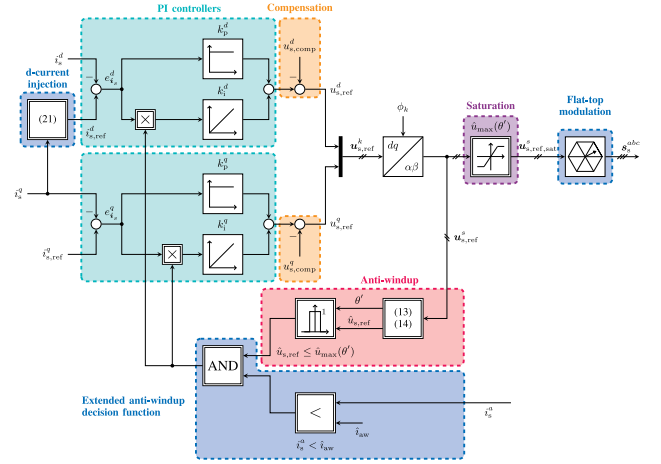 PI controllers
Compensation
d-current
injection
(21)
i_s^d
−
e_{i_s}^d
i_{s,ref}^d
k_p^d
k_i^d
×
u_{s,comp}^d
−
u_{s,ref}^d
i_s^q
−
e_{i_s}^q
i_{s,ref}^q
k_p^q
k_i^q
×
−
u_{s,comp}^q
u_{s,ref}^q
u_{s,ref}^k
ϕ_k
dq
αβ
Saturation
û_max(θ′)
u_{s,ref,sat}^s
Flat-top
modulation
s_s^{abc}
u_{s,ref}^s
Anti-windup
1
θ′
û_{s,ref}
(13)
(14)
û_{s,ref} ≤ û_max(θ′)
AND
Extended anti-windup
decision function
<
i_s^a
î_aw
i_s^a < î_aw